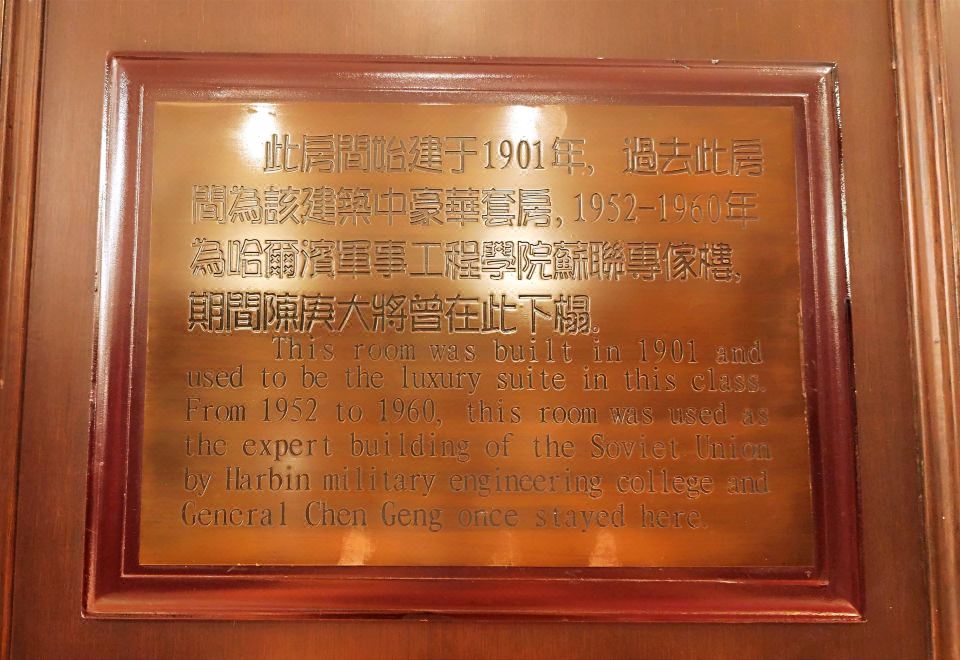 此房間始建于1901年，過去此房
間為該建築中豪華套房，1952-1960年
為哈爾濱軍事工程學院蘇聯專傢樓，
期間陳庚大將曾在此下榻。
This room was built in 1901 and
used to be the luxury suite in this class.
From 1952 to 1960, this room was used as
the expert building of the Soviet Union
by Harbin military engineering college and
General Chen Geng once stayed here.